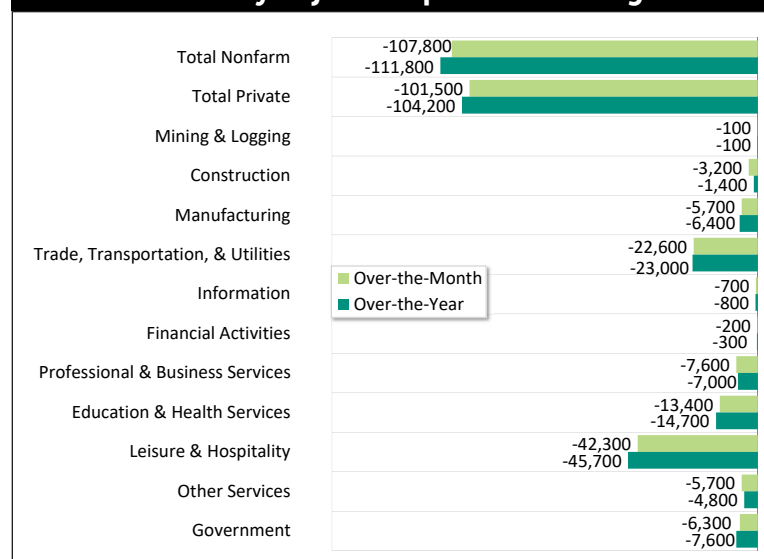 Total Nonfarm
-107,800
-111,800
Total Private
-101,500
-104,200
Mining & Logging
-100
-100
Construction
-3,200
-1,400
Manufacturing
-5,700
-6,400
Trade, Transportation, & Utilities
-22,600
-23,000
Over-the-Month
Over-the-Year
Information
-700
-800
Financial Activities
-200
-300
Professional & Business Services
-7,600
-7,000
Education & Health Services
-13,400
-14,700
Leisure & Hospitality
-42,300
-45,700
Other Services
-5,700
-4,800
Government
-6,300
-7,600